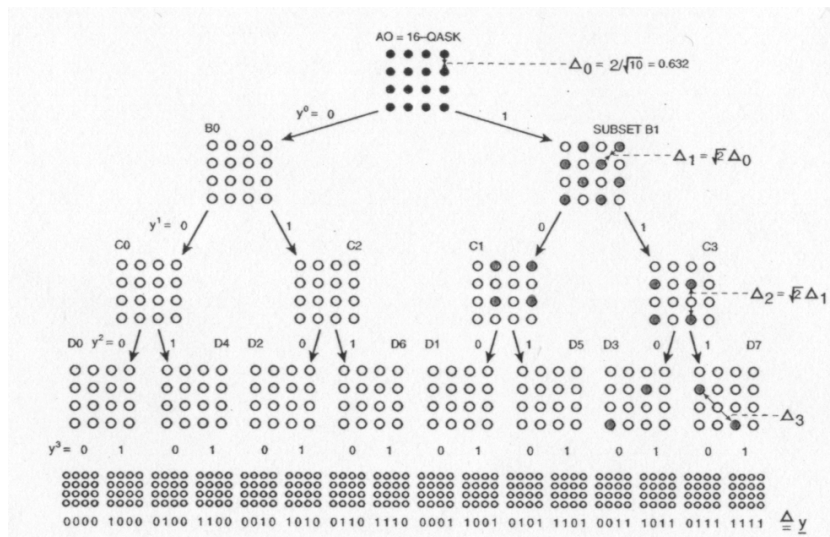 AO = 16-QASK
Δ0 = 2/√10 = 0.632
y⁰ = 0
1
B0
SUBSET B1
Δ1 = √2 Δ0
y¹ = 0
1
0
1
C0
C2
C1
C3
Δ2 = √2 Δ1
D0 y² = 0 1 D4 D2 0 1 D6 D1 0 1 D5 D3 0 1 D7
Δ3
y³ = 0 1 0 1 0 1 0 1 0 1 0 1 0 1 0 1
0000 1000 0100 1100 0010 1010 0110 1110 0001 1001 0101 1101 0011 1011 0111 1111 ≙ y